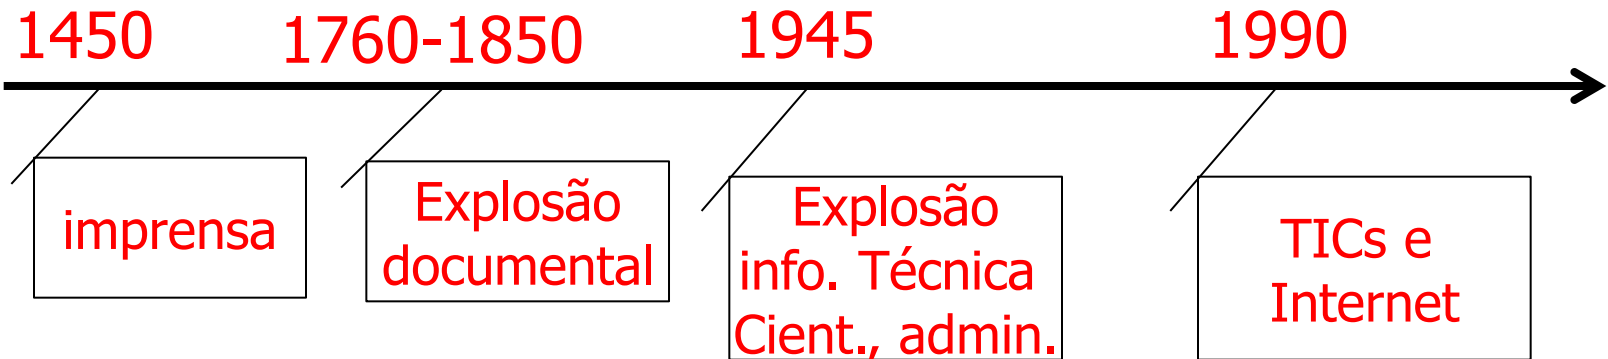 1450
1760-1850
1945
1990
imprensa
Explosão
documental
Explosão
info. Técnica
Cient., admin.
TICs e
Internet